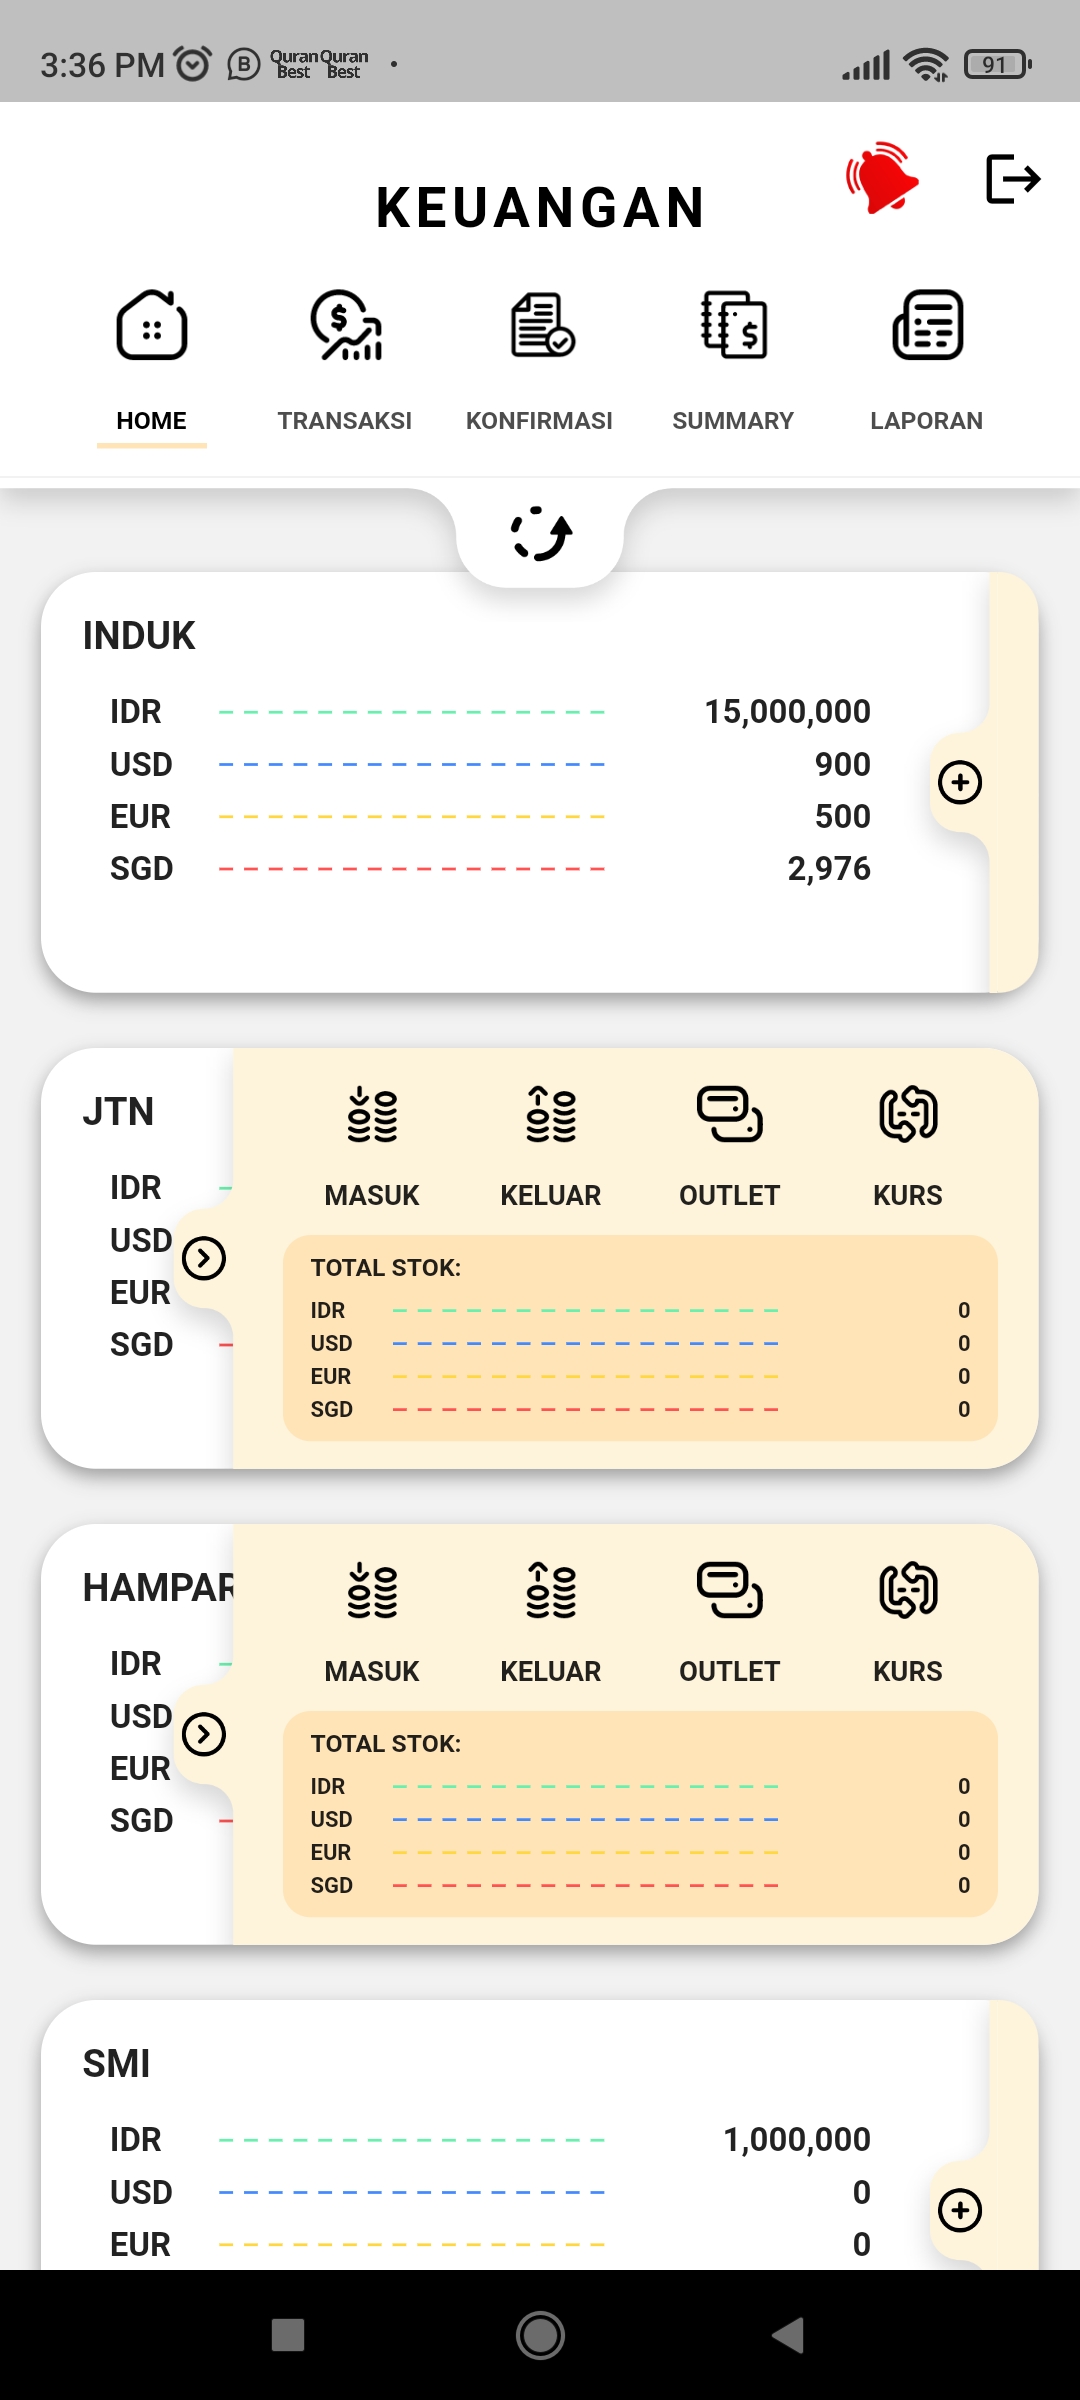 3:36 PM B Quran Best Quran Best 91
KEUANGAN
HOME TRANSAKSI KONFIRMASI SUMMARY LAPORAN
INDUK
IDR 15,000,000
USD 900
EUR 500
SGD 2,976
JTN
IDR
USD
EUR
SGD
MASUK KELUAR OUTLET KURS
TOTAL STOK:
IDR 0
USD 0
EUR 0
SGD 0
HAMPAR
IDR
USD
EUR
SGD
MASUK KELUAR OUTLET KURS
TOTAL STOK:
IDR 0
USD 0
EUR 0
SGD 0
SMI
IDR 1,000,000
USD 0
EUR 0